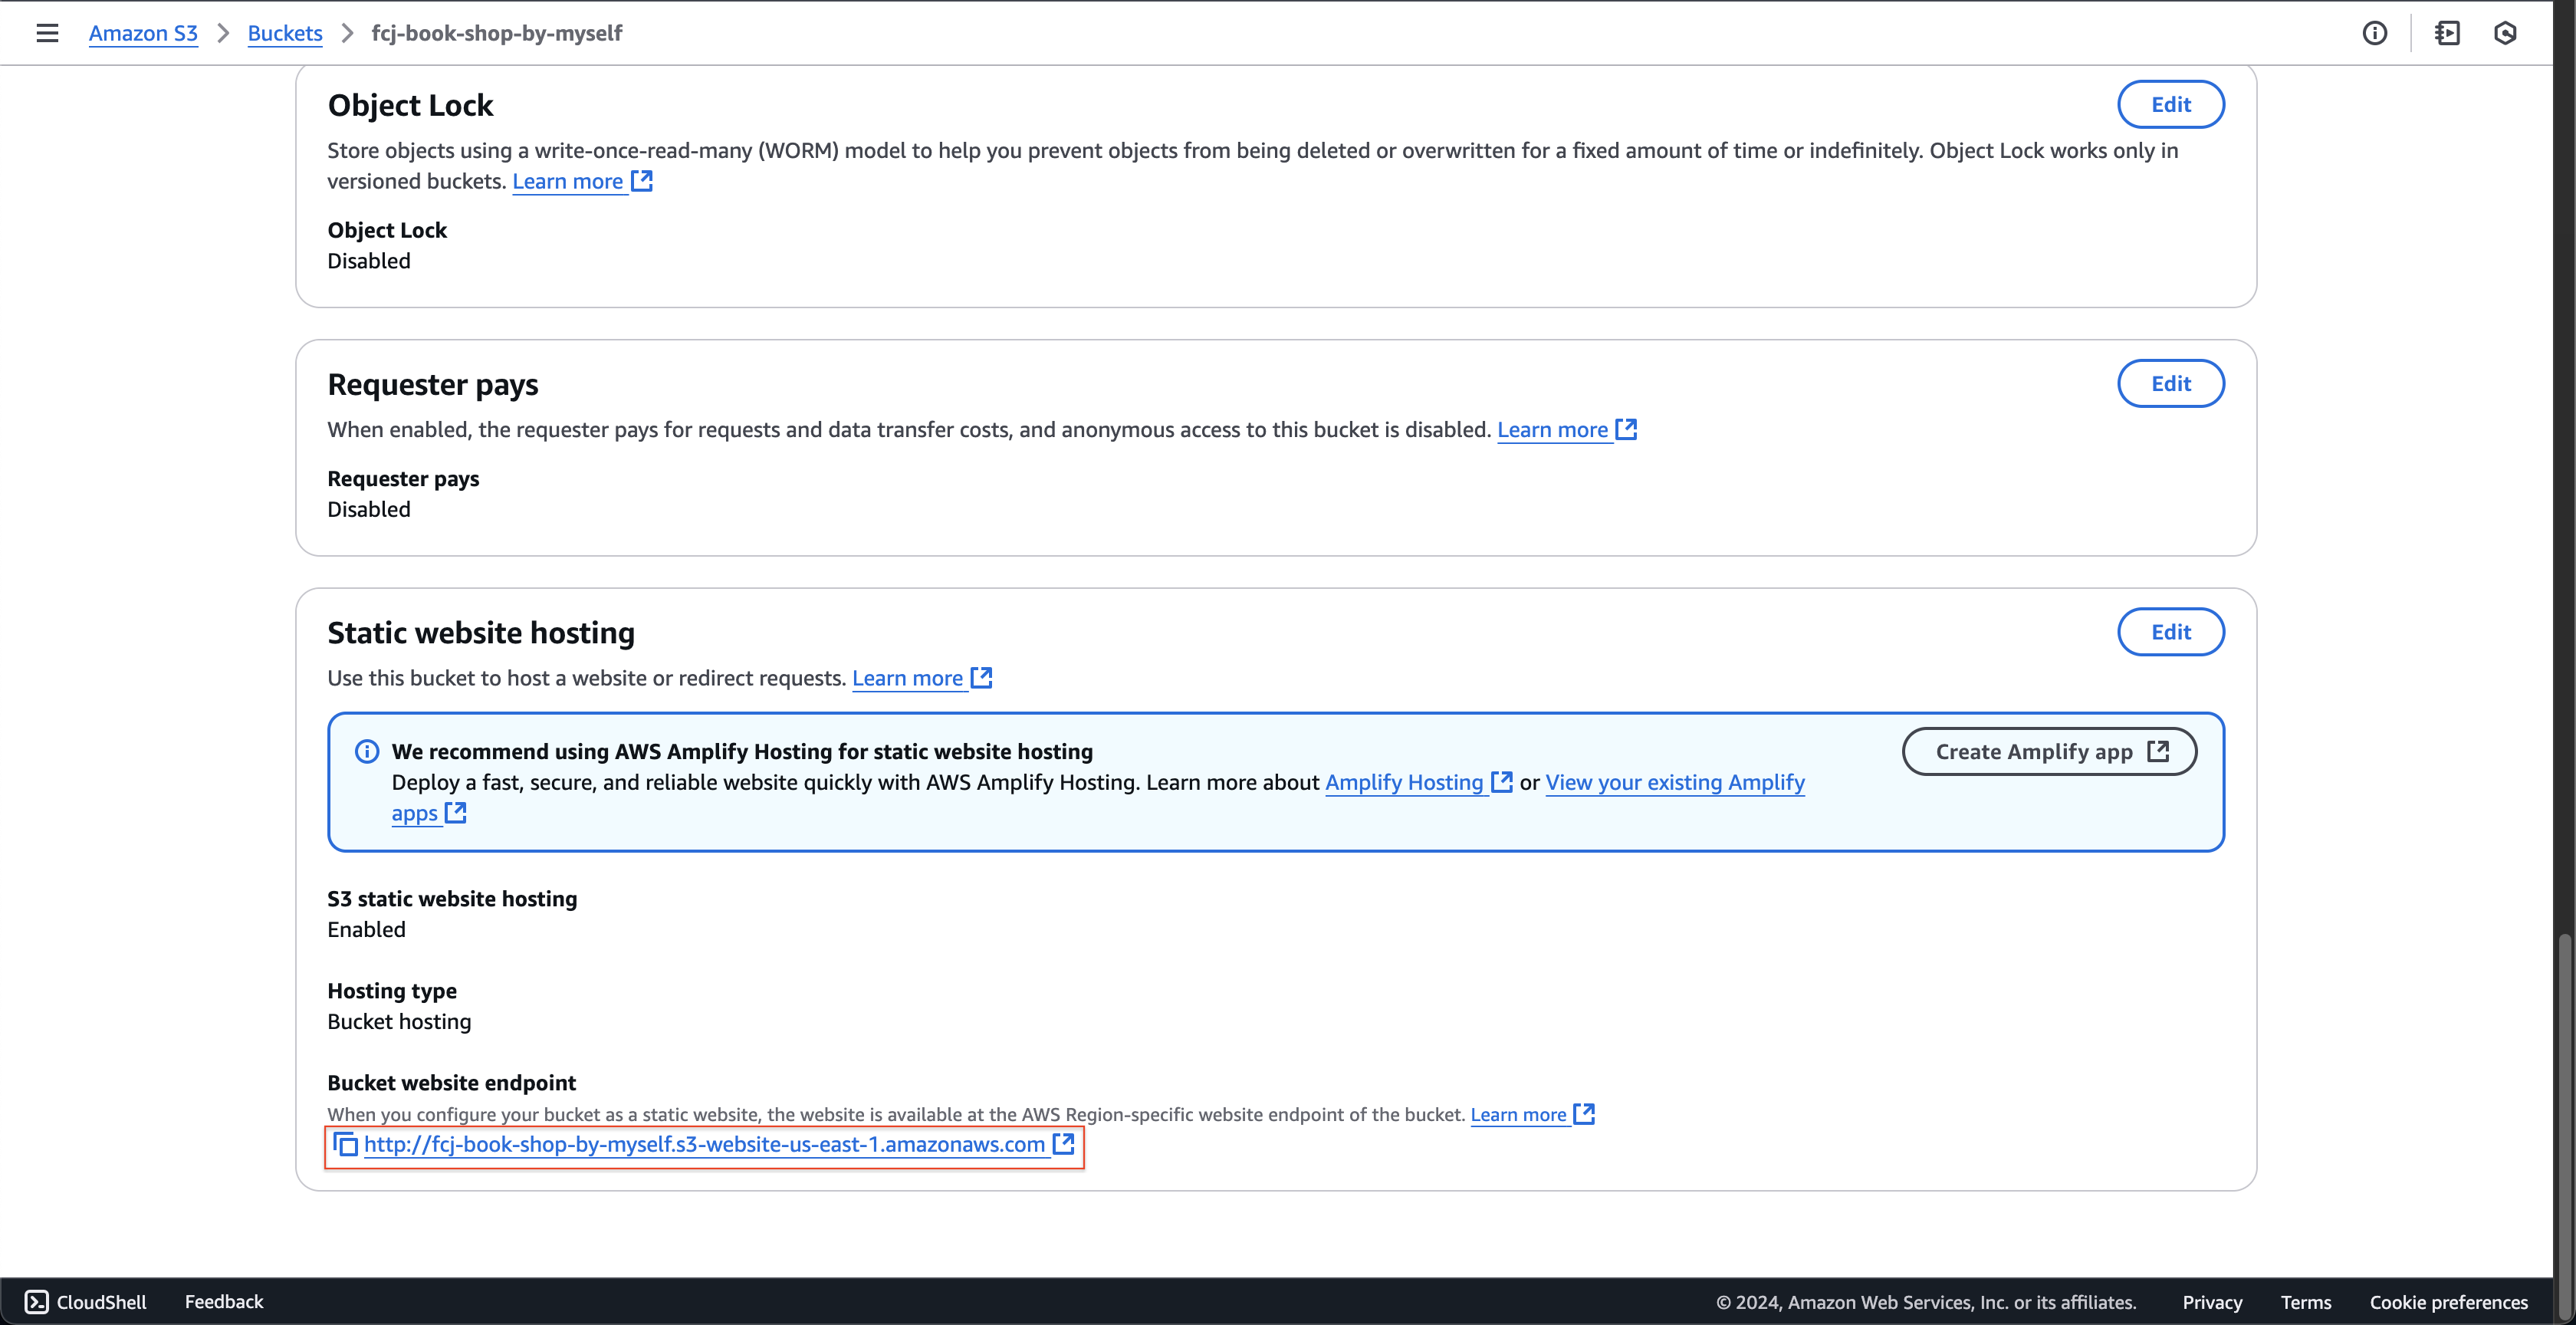 Amazon S3 > Buckets > fcj-book-shop-by-myself
Object Lock
Edit
Store objects using a write-once-read-many (WORM) model to help you prevent objects from being deleted or overwritten for a fixed amount of time or indefinitely. Object Lock works only in
versioned buckets. Learn more
Object Lock
Disabled
Requester pays
Edit
When enabled, the requester pays for requests and data transfer costs, and anonymous access to this bucket is disabled. Learn more
Requester pays
Disabled
Static website hosting
Edit
Use this bucket to host a website or redirect requests. Learn more
We recommend using AWS Amplify Hosting for static website hosting
Create Amplify app
Deploy a fast, secure, and reliable website quickly with AWS Amplify Hosting. Learn more about Amplify Hosting or View your existing Amplify
apps
S3 static website hosting
Enabled
Hosting type
Bucket hosting
Bucket website endpoint
When you configure your bucket as a static website, the website is available at the AWS Region-specific website endpoint of the bucket. Learn more
http://fcj-book-shop-by-myself.s3-website-us-east-1.amazonaws.com
CloudShell Feedback © 2024, Amazon Web Services, Inc. or its affiliates. Privacy Terms Cookie preferences